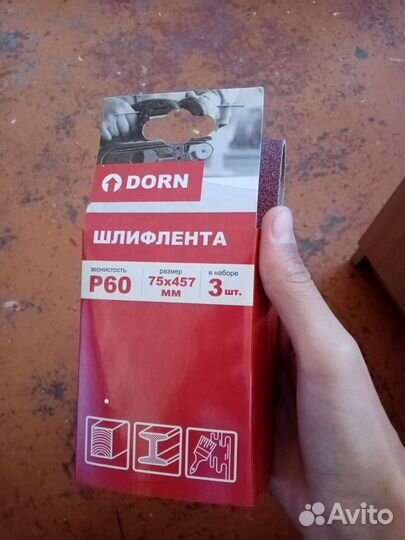 DORN
ШЛИФЛЕНТА
зернистость размер в наборе
P60 75x457 мм 3 шт.
Avito